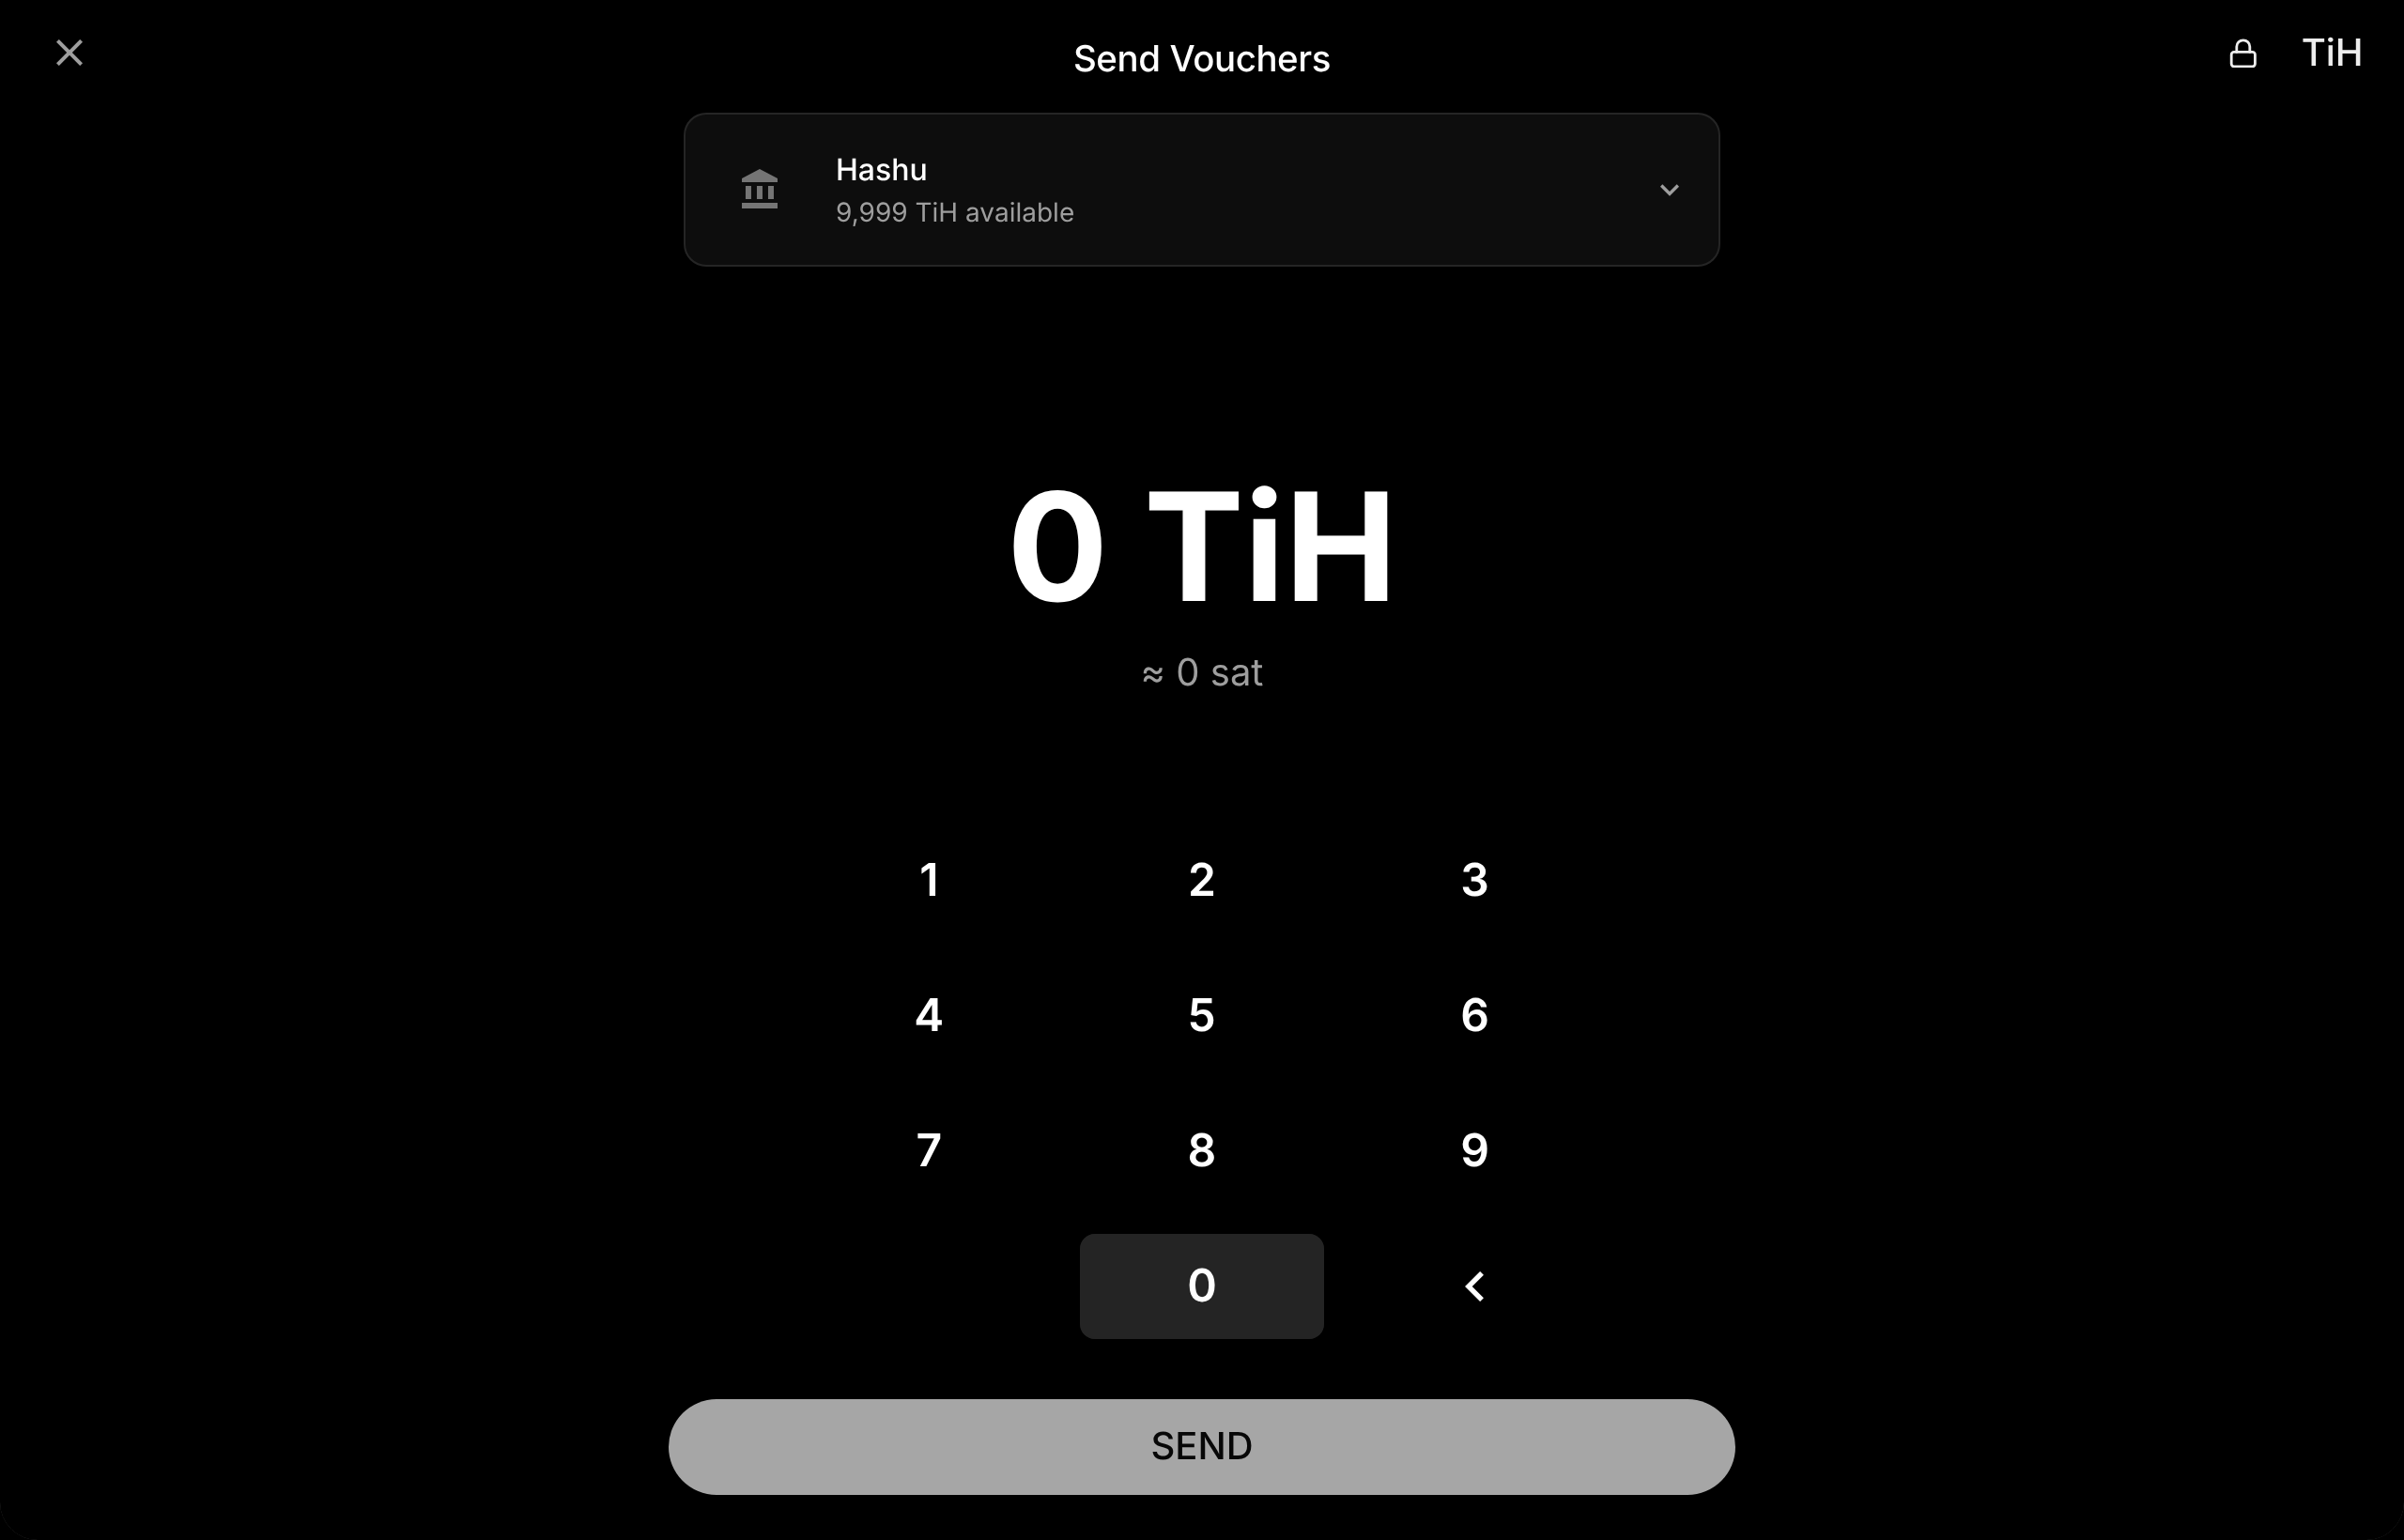 Send Vouchers
TiH
Hashu
9,999 TiH available
0 TiH
≈ 0 sat
1 2 3
4 5 6
7 8 9
0
SEND